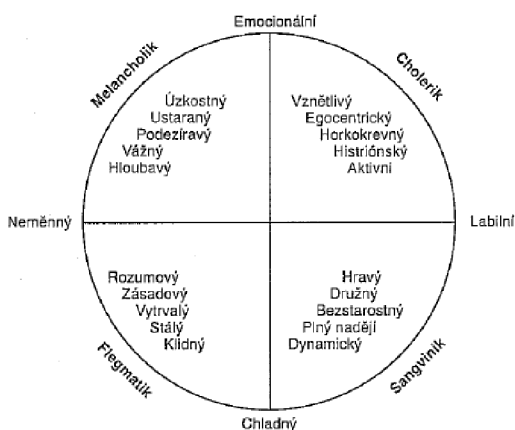 Emocionální
Melancholik
Cholerik
Úzkostný
Ustaraný
Podezíravý
Vážný
Hloubavý
Vznětlivý
Egocentrický
Horkokrevný
Histriónský
Aktivní
Neměnný
Labilní
Rozumový
Zásadový
Vytrvalý
Stálý
Klidný
Hravý
Družný
Bezstarostný
Plný nadějí
Dynamický
Flegmatik
Sangvinik
Chladný